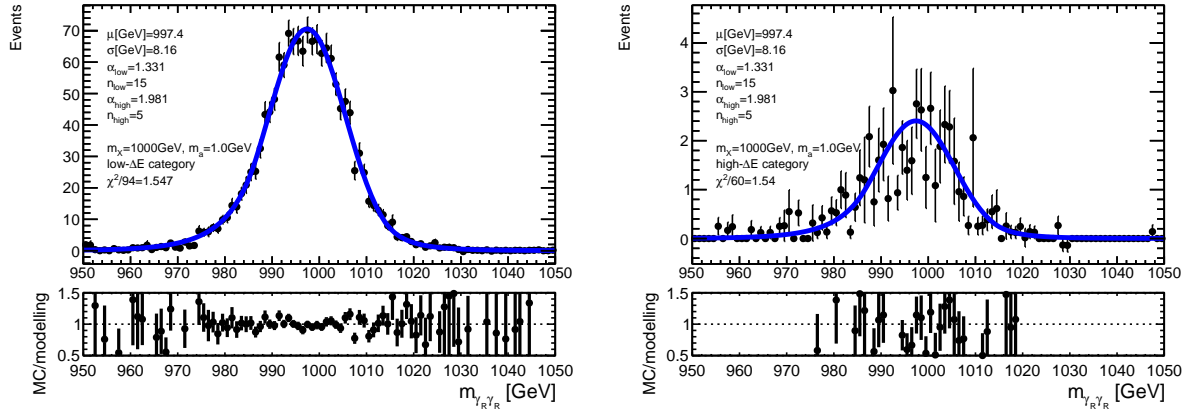 Events
70
60
50
40
30
20
10
0
μ[GeV]=997.4
σ[GeV]=8.16
α_low=1.331
n_low=15
α_high=1.981
n_high=5
m_X=1000GeV, m_a=1.0GeV
low-ΔE category
χ²/94=1.547
950 960 970 980 990 1000 1010 1020 1030 1040 1050
MC/modelling
1.5
1
0.5
950 960 970 980 990 1000 1010 1020 1030 1040 1050
m_γRγR [GeV]
Events
4
3
2
1
0
μ[GeV]=997.4
σ[GeV]=8.16
α_low=1.331
n_low=15
α_high=1.981
n_high=5
m_X=1000GeV, m_a=1.0GeV
high-ΔE category
χ²/60=1.54
950 960 970 980 990 1000 1010 1020 1030 1040 1050
MC/modelling
1.5
1
0.5
950 960 970 980 990 1000 1010 1020 1030 1040 1050
m_γRγR [GeV]